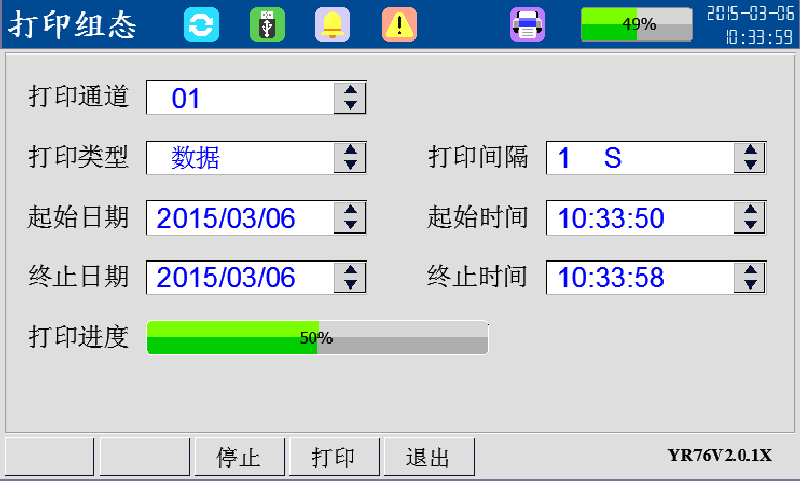 打印组态 49% 2015-03-06
10:33:59
打印通道 01
打印类型 数据 打印间隔 1 S
起始日期 2015/03/06 起始时间 10:33:50
终止日期 2015/03/06 终止时间 10:33:58
打印进度 50%
停止 打印 退出 YR76V2.0.1X